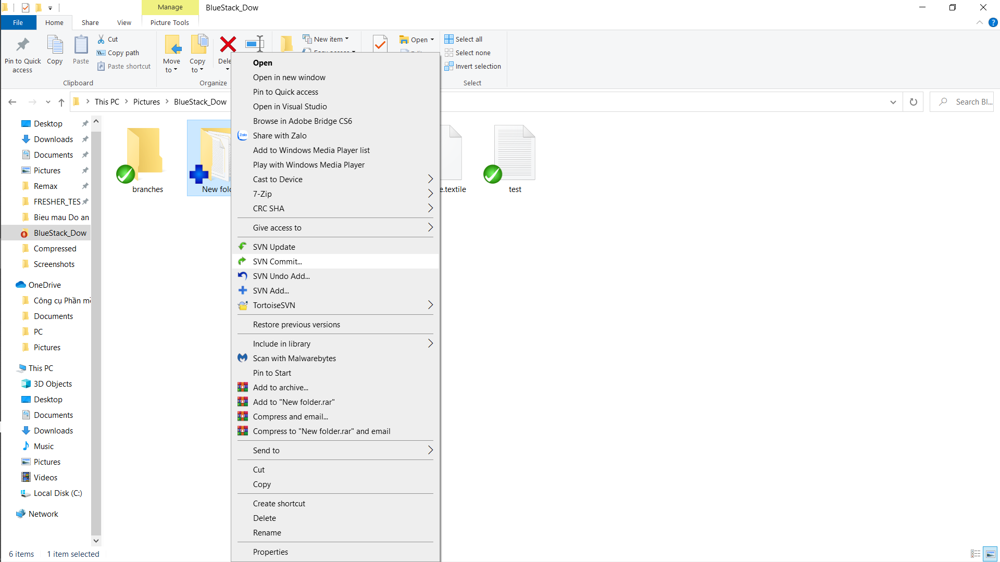 Manage
BlueStack_Dow
File
Home
Share
View
Picture Tools
Pin to Quick access
Copy
Paste
Cut
Copy path
Paste shortcut
Clipboard
Move to
Copy to
Dele
Organize
New item
Open
Select all
Select none
Invert selection
Select
This PC
Pictures
BlueStack_Dow
Search Bl...
Desktop
Downloads
Documents
Pictures
Remax
FRESHER_TES
Bieu mau Do an
BlueStack_Dow
Compressed
Screenshots
OneDrive
Công cụ Phần mề
Documents
PC
Pictures
This PC
3D Objects
Desktop
Documents
Downloads
Music
Pictures
Videos
Local Disk (C:)
Network
branches
New fol
e.textile
test
Open
Open in new window
Pin to Quick access
Open in Visual Studio
Browse in Adobe Bridge CS6
Zalo
Share with Zalo
Add to Windows Media Player list
Play with Windows Media Player
Cast to Device
7-Zip
CRC SHA
Give access to
SVN Update
SVN Commit...
SVN Undo Add...
SVN Add...
TortoiseSVN
Restore previous versions
Include in library
Scan with Malwarebytes
Pin to Start
Add to archive...
Add to "New folder.rar"
Compress and email...
Compress to "New folder.rar" and email
Send to
Cut
Copy
Create shortcut
Delete
Rename
Properties
6 items
1 item selected